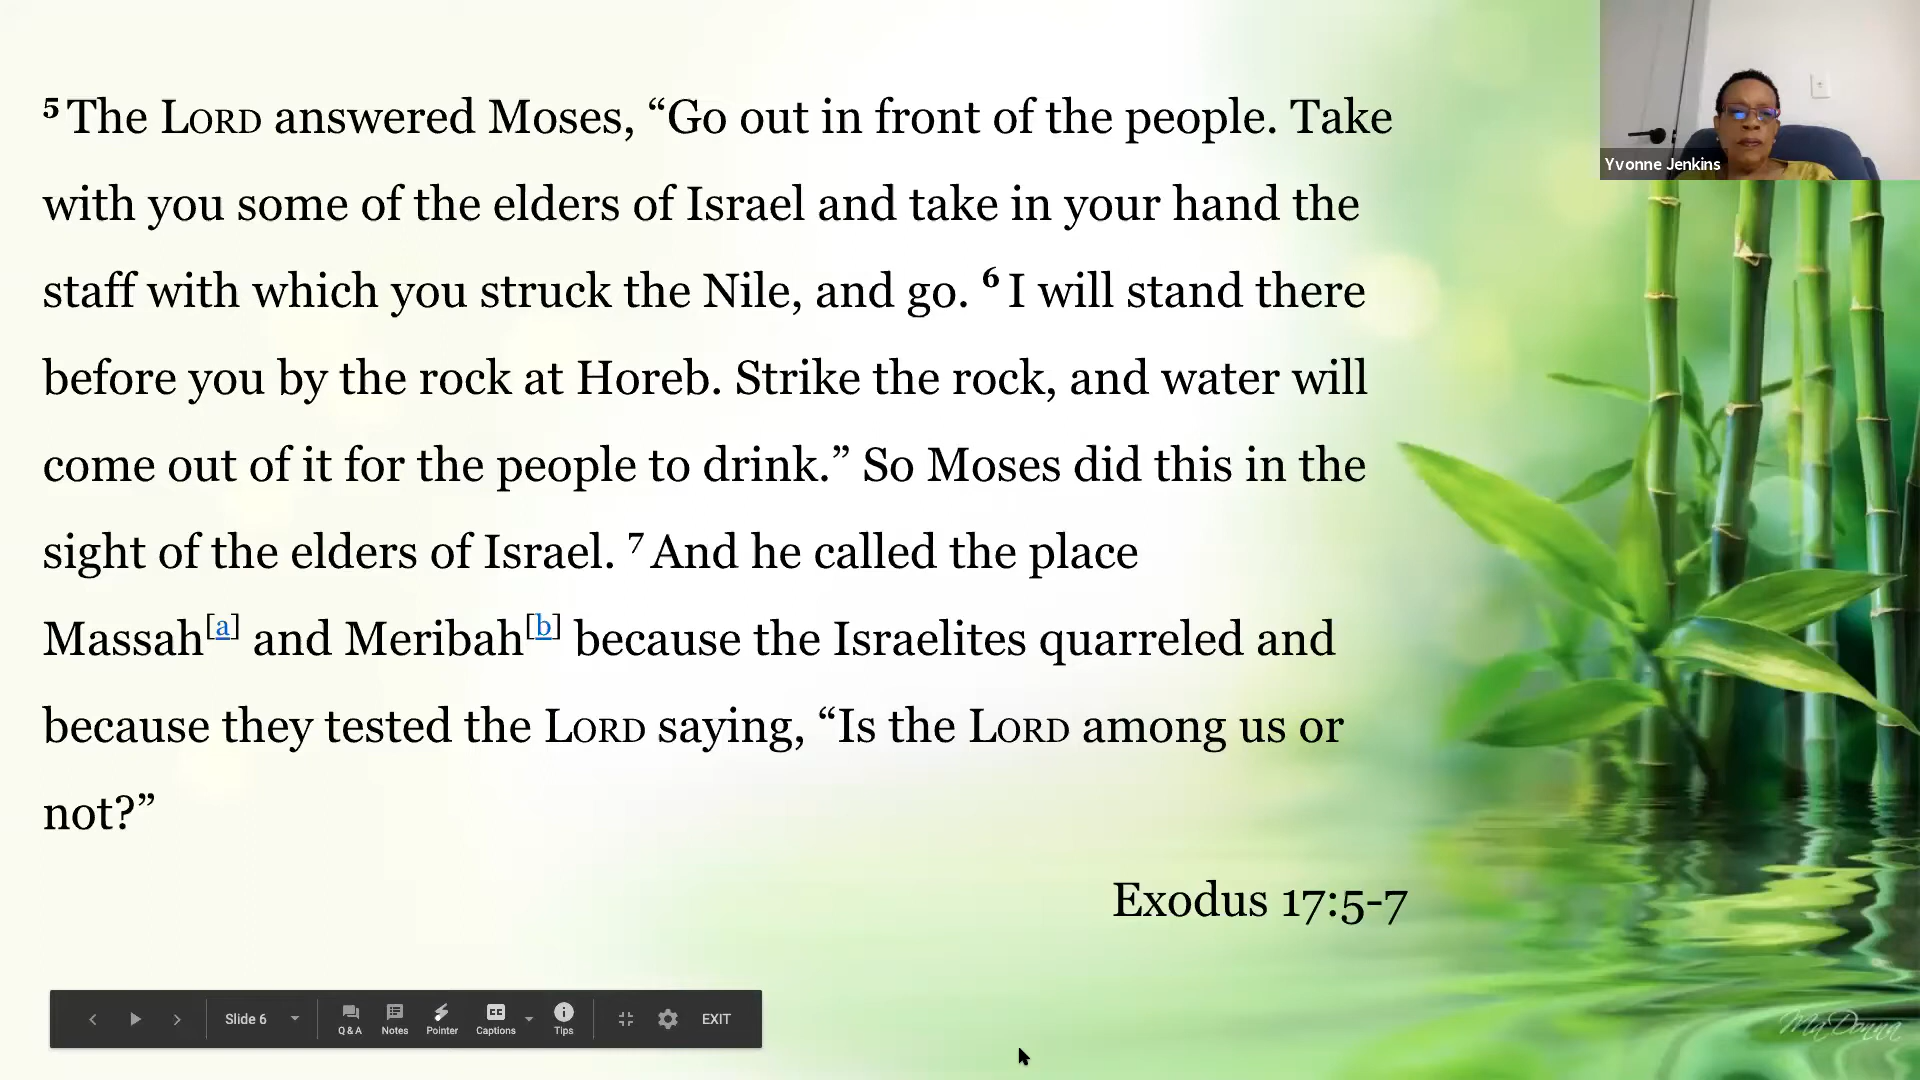 ⁵ The LORD answered Moses, “Go out in front of the people. Take
with you some of the elders of Israel and take in your hand the
staff with which you struck the Nile, and go. ⁶ I will stand there
before you by the rock at Horeb. Strike the rock, and water will
come out of it for the people to drink.” So Moses did this in the
sight of the elders of Israel. ⁷ And he called the place
Massah[a] and Meribah[b] because the Israelites quarreled and
because they tested the LORD saying, “Is the LORD among us or
not?”
Exodus 17:5-7
Yvonne Jenkins
Slide 6
Q & A
Notes
Pointer
CC
Captions
Tips
EXIT
MaDonna